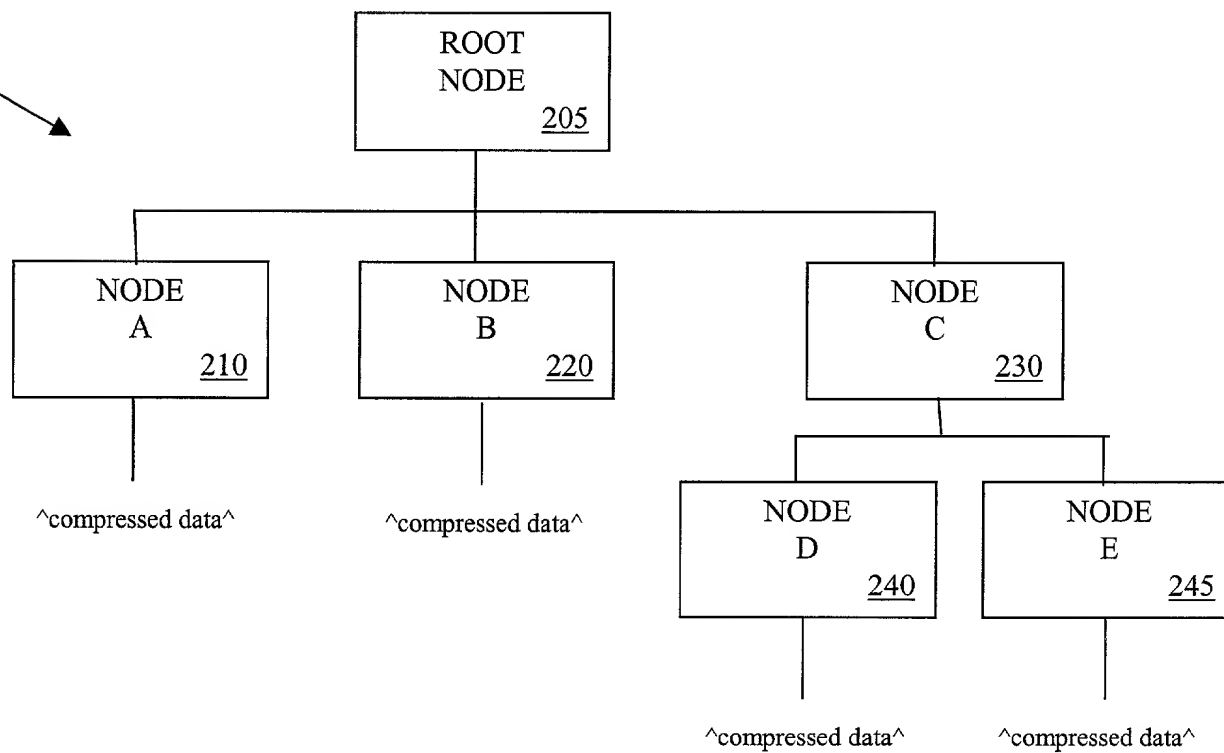 ROOT
NODE
205
NODE
A
210
NODE
B
220
NODE
C
230
^compressed data^
^compressed data^
NODE
D
240
NODE
E
245
^compressed data^
^compressed data^